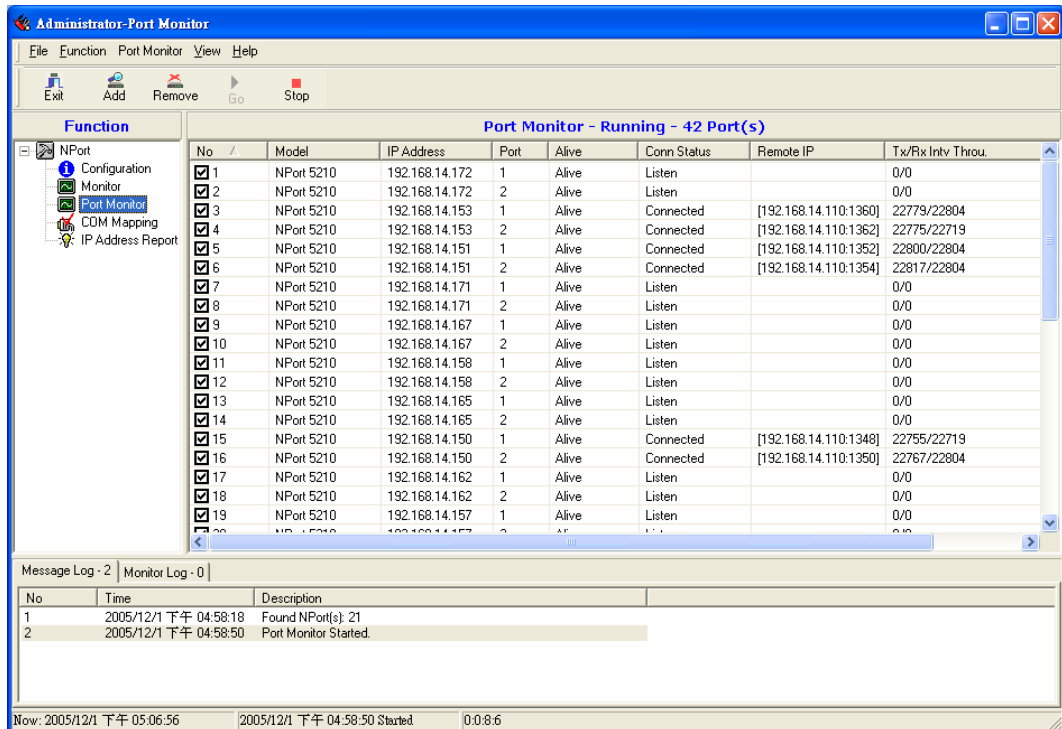 Administrator-Port Monitor
File Function Port Monitor View Help
Exit Add Remove Go Stop
Function
Port Monitor - Running - 42 Port(s)
NPort
Configuration
Monitor
Port Monitor
COM Mapping
IP Address Report
No Model IP Address Port Alive Conn Status Remote IP Tx/Rx Intv Throu.
1 NPort 5210 192.168.14.172 1 Alive Listen 0/0
2 NPort 5210 192.168.14.172 2 Alive Listen 0/0
3 NPort 5210 192.168.14.153 1 Alive Connected [192.168.14.110:1360] 22779/22804
4 NPort 5210 192.168.14.153 2 Alive Connected [192.168.14.110:1362] 22775/22719
5 NPort 5210 192.168.14.151 1 Alive Connected [192.168.14.110:1352] 22800/22804
6 NPort 5210 192.168.14.151 2 Alive Connected [192.168.14.110:1354] 22817/22804
7 NPort 5210 192.168.14.171 1 Alive Listen 0/0
8 NPort 5210 192.168.14.171 2 Alive Listen 0/0
9 NPort 5210 192.168.14.167 1 Alive Listen 0/0
10 NPort 5210 192.168.14.167 2 Alive Listen 0/0
11 NPort 5210 192.168.14.158 1 Alive Listen 0/0
12 NPort 5210 192.168.14.158 2 Alive Listen 0/0
13 NPort 5210 192.168.14.165 1 Alive Listen 0/0
14 NPort 5210 192.168.14.165 2 Alive Listen 0/0
15 NPort 5210 192.168.14.150 1 Alive Connected [192.168.14.110:1348] 22755/22719
16 NPort 5210 192.168.14.150 2 Alive Connected [192.168.14.110:1350] 22767/22804
17 NPort 5210 192.168.14.162 1 Alive Listen 0/0
18 NPort 5210 192.168.14.162 2 Alive Listen 0/0
19 NPort 5210 192.168.14.157 1 Alive Listen 0/0
Message Log - 2 Monitor Log - 0
No Time Description
1 2005/12/1 下午 04:58:18 Found NPort(s): 21
2 2005/12/1 下午 04:58:50 Port Monitor Started.
Now: 2005/12/1 下午 05:06:56 2005/12/1 下午 04:58:50 Started 0:0:8:6